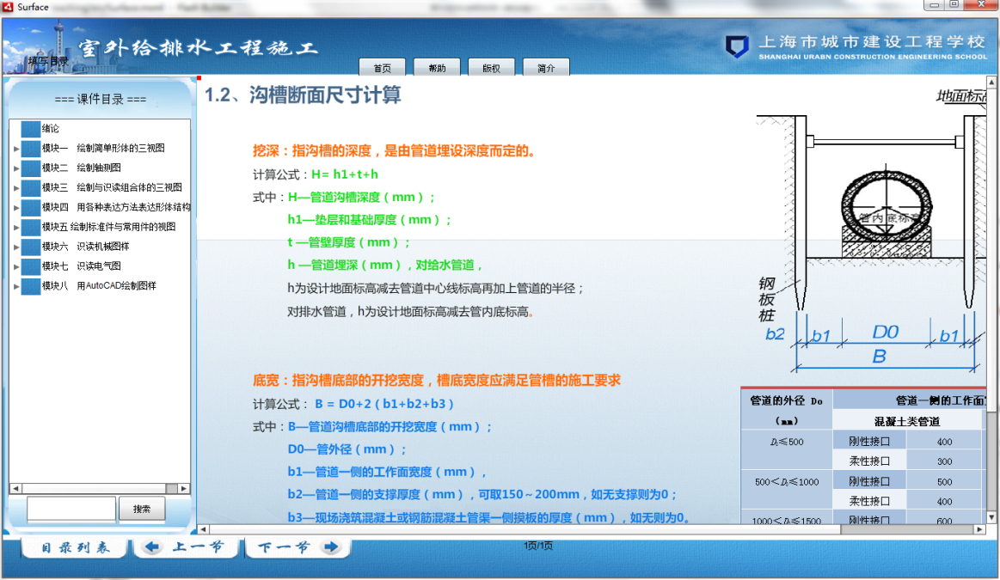 Surface
室外给排水工程施工
填写目录
上海市城市建设工程学校
SHANGHAI URABN CONSTRUCTION ENGINEERING SCHOOL
首页
帮助
版权
简介
=== 课件目录 ===
绪论
模块一 绘制简单形体的三视图
模块二 绘制轴测图
模块三 绘制与识读组合体的三视图
模块四 用各种表达方法表达形体结构
模块五 绘制标准件与常用件的视图
模块六 识读机械图样
模块七 识读电气图
模块八 用AutoCAD绘制图样
搜索
1.2、沟槽断面尺寸计算
挖深：指沟槽的深度，是由管道埋设深度而定的。
计算公式：H= h1+t+h
式中：H—管道沟槽深度（mm）；
h1—垫层和基础厚度（mm）；
t —管壁厚度（mm）；
h —管道埋深（mm），对给水管道，
h为设计地面标高减去管道中心线标高再加上管道的半径；
对排水管道，h为设计地面标高减去管内底标高。
底宽：指沟槽底部的开挖宽度，槽底宽度应满足管槽的施工要求
计算公式： B = D0+2（b1+b2+b3）
式中：B—管道沟槽底部的开挖宽度（mm）；
D0—管外径（mm）；
b1—管道一侧的工作面宽度（mm），
b2—管道一侧的支撑厚度（mm），可取150～200mm，如无支撑则为0；
b3—现场浇筑混凝土或钢筋混凝土管渠一侧摸板的厚度（mm），如无则为0。
地面标高
管内底标高
钢板桩
b2
b1
D0
b1
B
管道的外径 Do
（mm）
管道一侧的工作面
混凝土类管道
D₀≤500
刚性接口
400
柔性接口
300
500＜D₀≤1000
刚性接口
500
柔性接口
400
1000＜D₀≤1500
刚性接口
600
目录列表
上一节
下一节
1页/1页